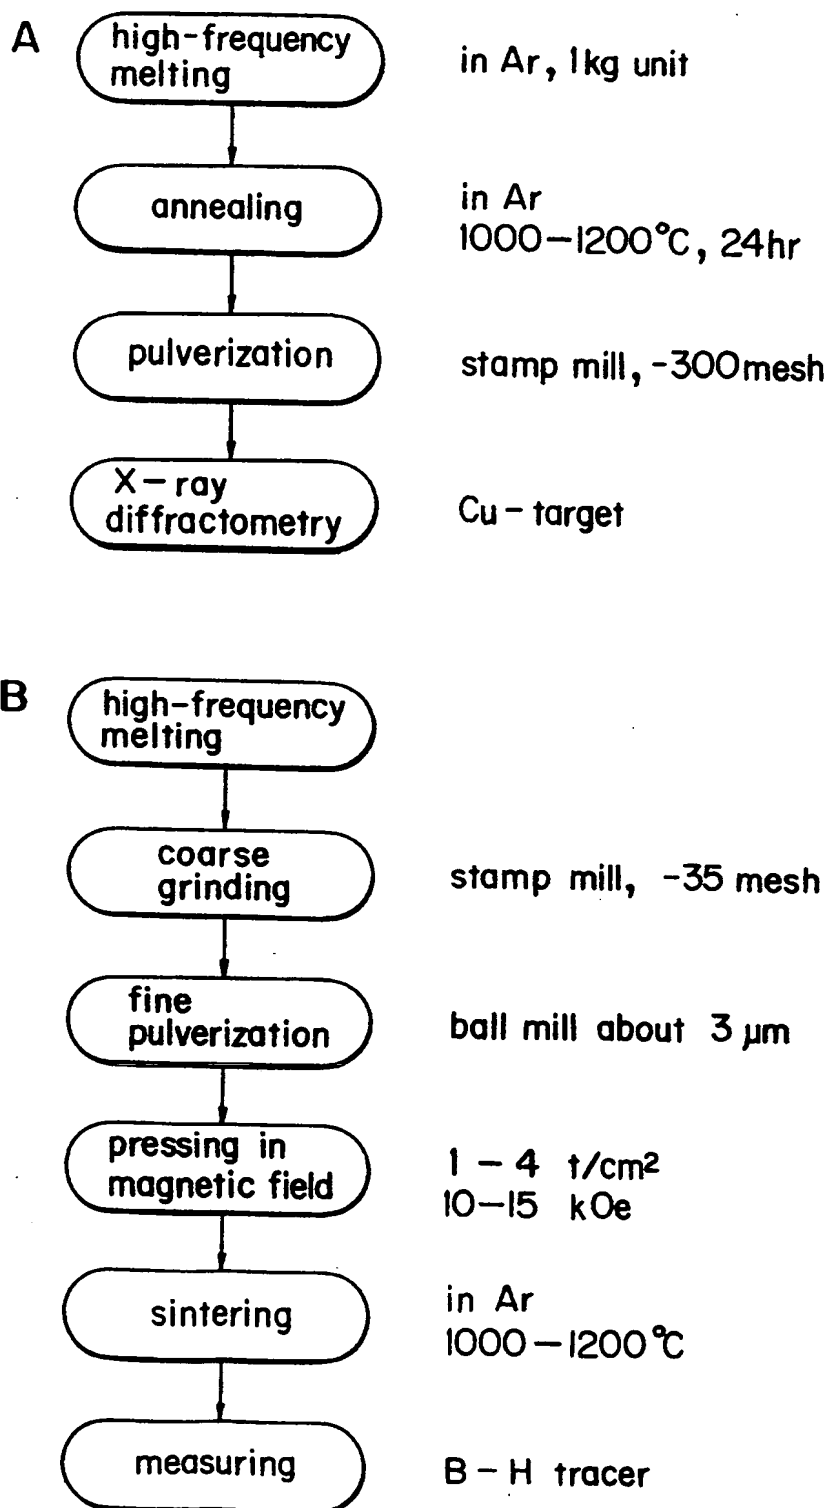 A
high-frequency
melting
in Ar, 1kg unit
annealing
in Ar
1000-1200°C, 24hr
pulverization
stamp mill, -300mesh
X-ray
diffractometry
Cu-target
B
high-frequency
melting
coarse
grinding
stamp mill, -35 mesh
fine
pulverization
ball mill about 3 μm
pressing in
magnetic field
1 - 4 t/cm²
10-15 kOe
sintering
in Ar
1000-1200°C
measuring
B-H tracer